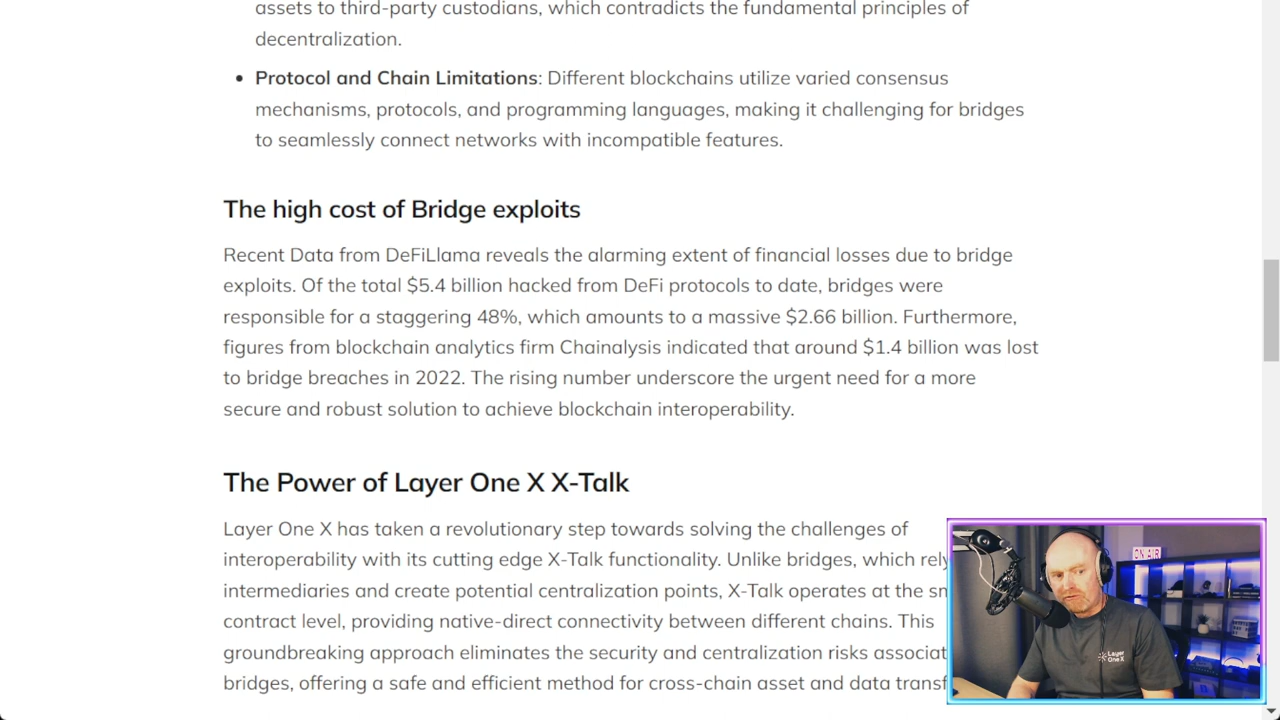 assets to third-party custodians, which contradicts the fundamental principles of
decentralization.
Protocol and Chain Limitations: Different blockchains utilize varied consensus
mechanisms, protocols, and programming languages, making it challenging for bridges
to seamlessly connect networks with incompatible features.
The high cost of Bridge exploits
Recent Data from DeFiLlama reveals the alarming extent of financial losses due to bridge
exploits. Of the total $5.4 billion hacked from DeFi protocols to date, bridges were
responsible for a staggering 48%, which amounts to a massive $2.66 billion. Furthermore,
figures from blockchain analytics firm Chainalysis indicated that around $1.4 billion was lost
to bridge breaches in 2022. The rising number underscore the urgent need for a more
secure and robust solution to achieve blockchain interoperability.
The Power of Layer One X X-Talk
Layer One X has taken a revolutionary step towards solving the challenges of
interoperability with its cutting edge X-Talk functionality. Unlike bridges, which rely
intermediaries and create potential centralization points, X-Talk operates at the
contract level, providing native-direct connectivity between different chains. This
groundbreaking approach eliminates the security and centralization risks
bridges, offering a safe and efficient method for cross-chain asset and data
ON AIR
Layer
One X